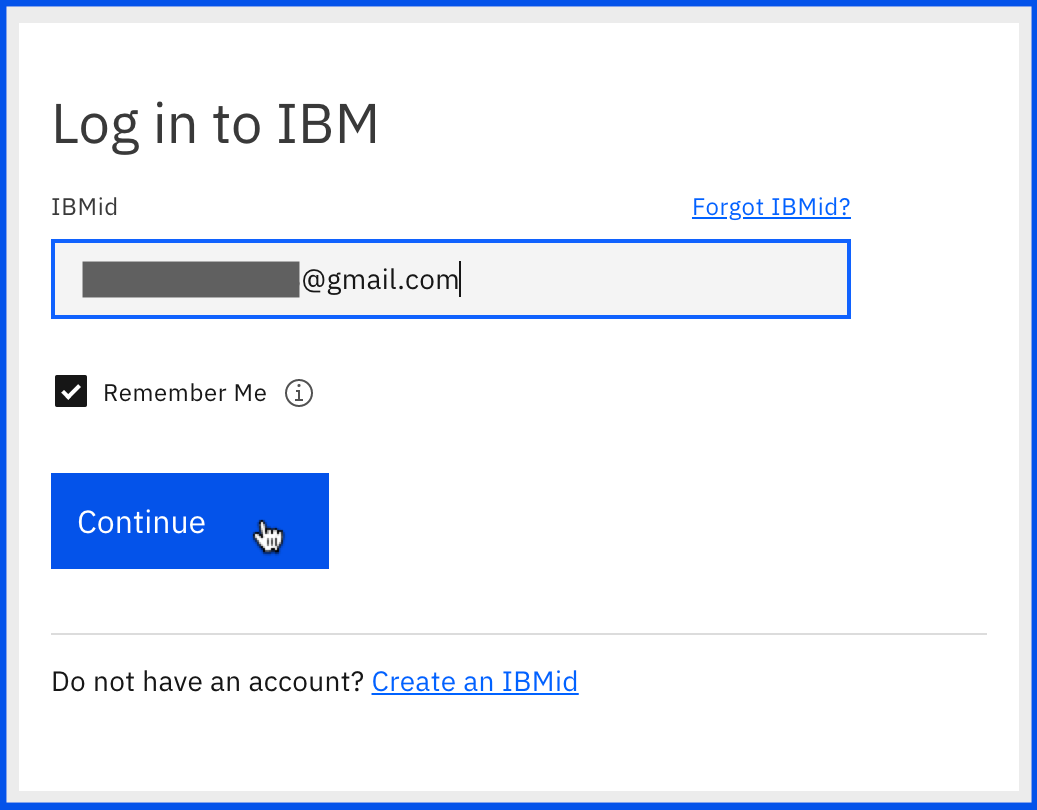 Log in to IBM
IBMid Forgot IBMid?
@gmail.com
Remember Me
Continue
Do not have an account? Create an IBMid